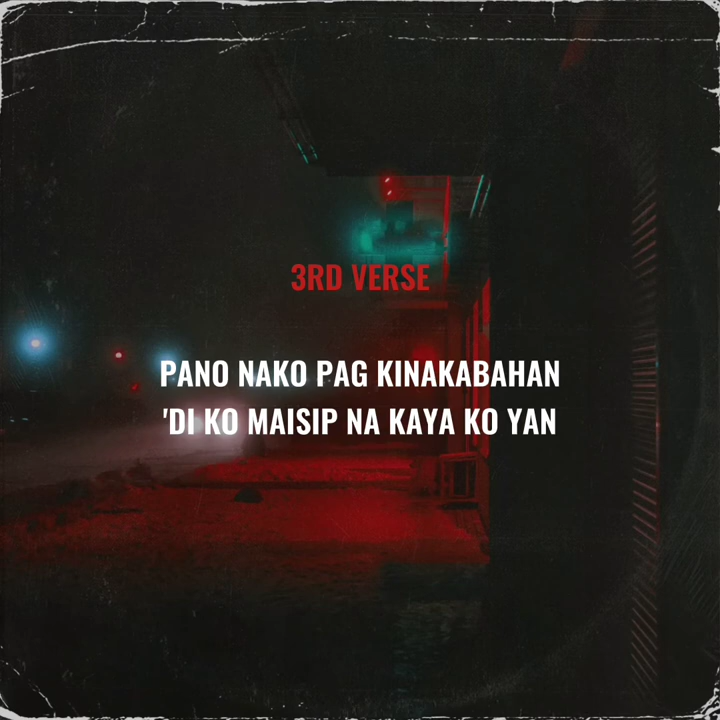 3RD VERSE
PANO NAKO PAG KINAKABAHAN
'DI KO MAISIP NA KAYA KO YAN